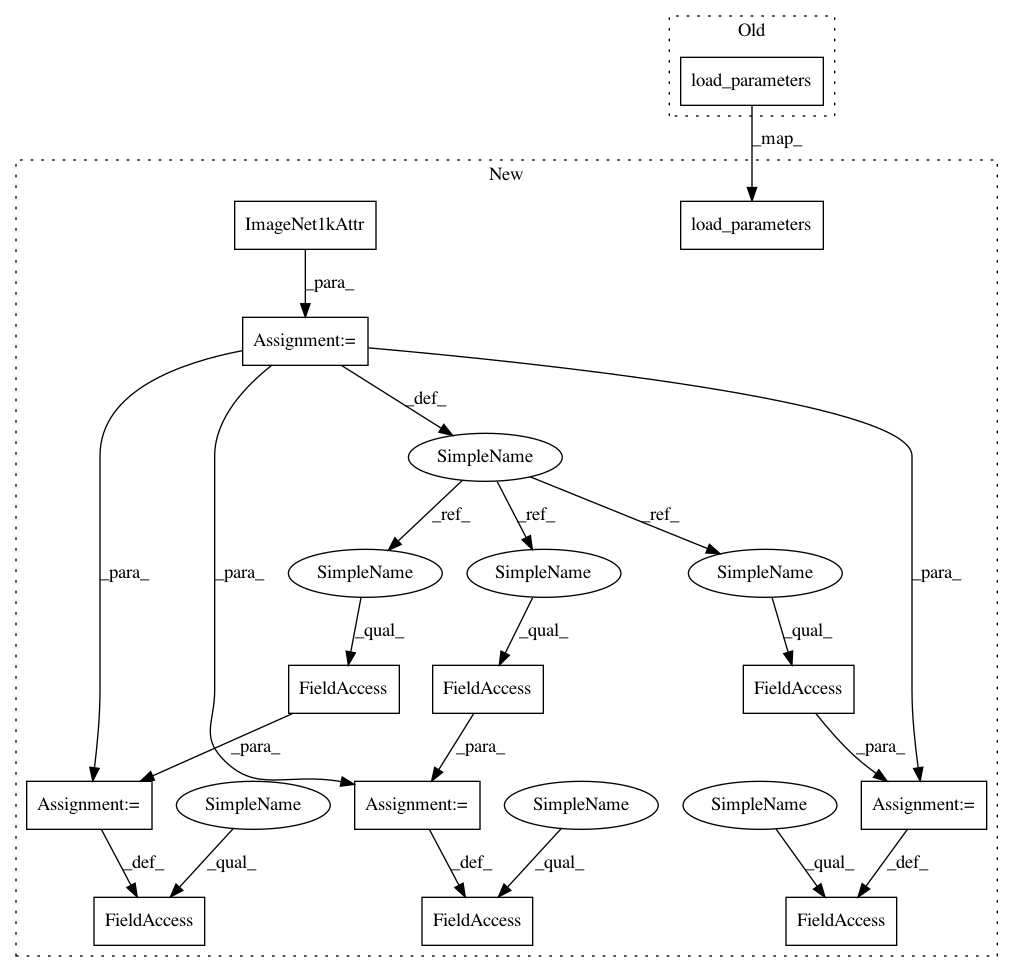 Old
load_parameters
_map_
New
ImageNet1kAttr
load_parameters
_para_
Assignment:=
_def_
SimpleName
_ref_
_ref_
_ref_
_para_
_para_
SimpleName
SimpleName
SimpleName
_para_
_qual_
_qual_
_qual_
FieldAccess
FieldAccess
FieldAccess
_para_
_para_
_para_
Assignment:=
SimpleName
Assignment:=
SimpleName
SimpleName
Assignment:=
_def_
_qual_
_def_
_qual_
_qual_
_def_
FieldAccess
FieldAccess
FieldAccess